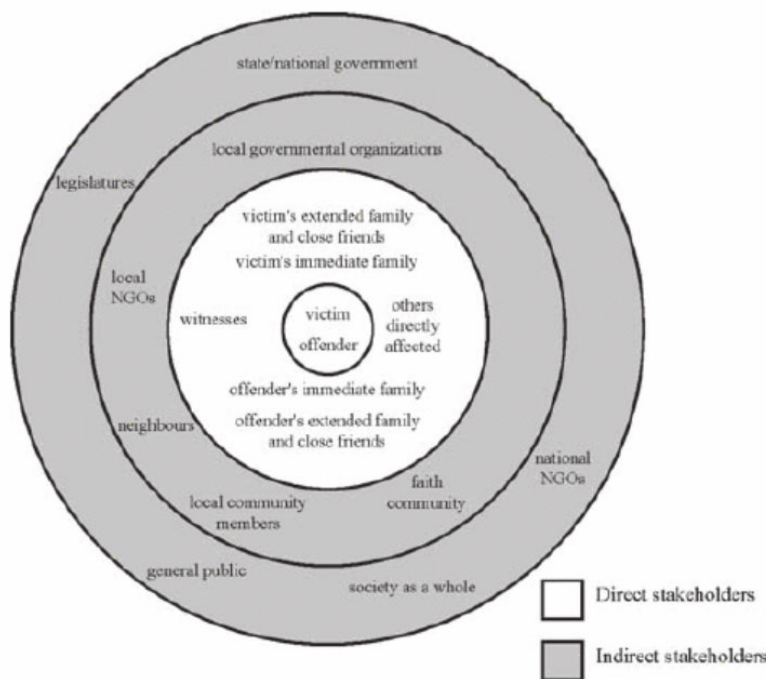 state/national government
local governmental organizations
legislatures
victim's extended family
and close friends
victim's immediate family
local
NGOs
witnesses
victim
offender
others
directly
affected
offender's immediate family
offender's extended family
and close friends
neighbours
national
NGOs
faith
community
local community
members
general public
society as a whole
Direct stakeholders
Indirect stakeholders